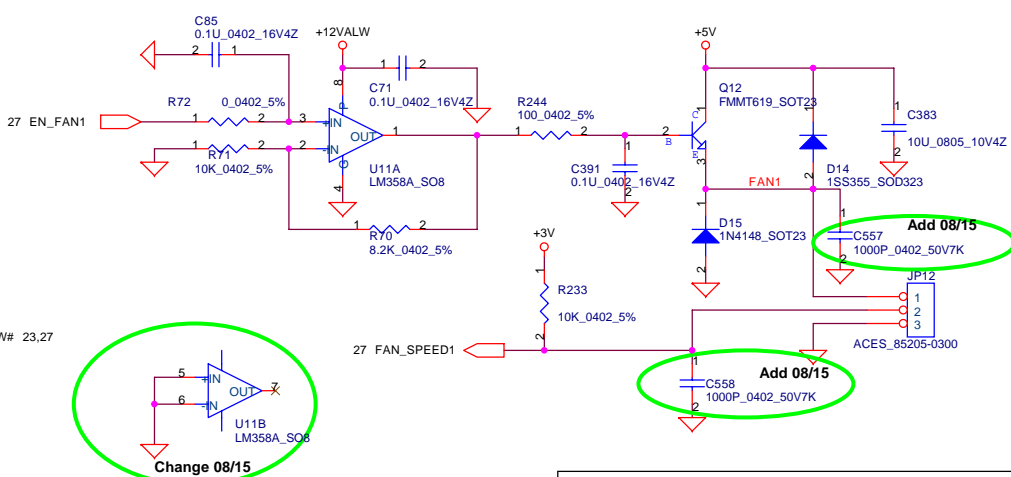 C85
0.1U_0402_16V4Z
2
1
+12VALW
+5V
8
1
2
C71
0.1U_0402_16V4Z
Q12
FMMT619_SOT23
R72
0_0402_5%
27 EN_FAN1
1
2
3
+IN
P
OUT
1
R244
100_0402_5%
1
2
2
B
C
1
E
3
1
C383
10U_0805_10V4Z
2
1
2
2
-IN
G
R71
10K_0402_5%
U11A
LM358A_SO8
4
C391
0.1U_0402_16V4Z
1
2
1
D14
1SS355_SOD323
2
FAN1
1
2
R70
8.2K_0402_5%
1
D15
1N4148_SOT23
2
1
Add 08/15
C557
1000P_0402_50V7K
2
+3V
1
R233
10K_0402_5%
2
JP12
1
2
3
ACES_85205-0300
W# 23,27
27 FAN_SPEED1
1
Add 08/15
C558
1000P_0402_50V7K
2
5
+IN
6
-IN
OUT
7
U11B
LM358A_SO8
Change 08/15